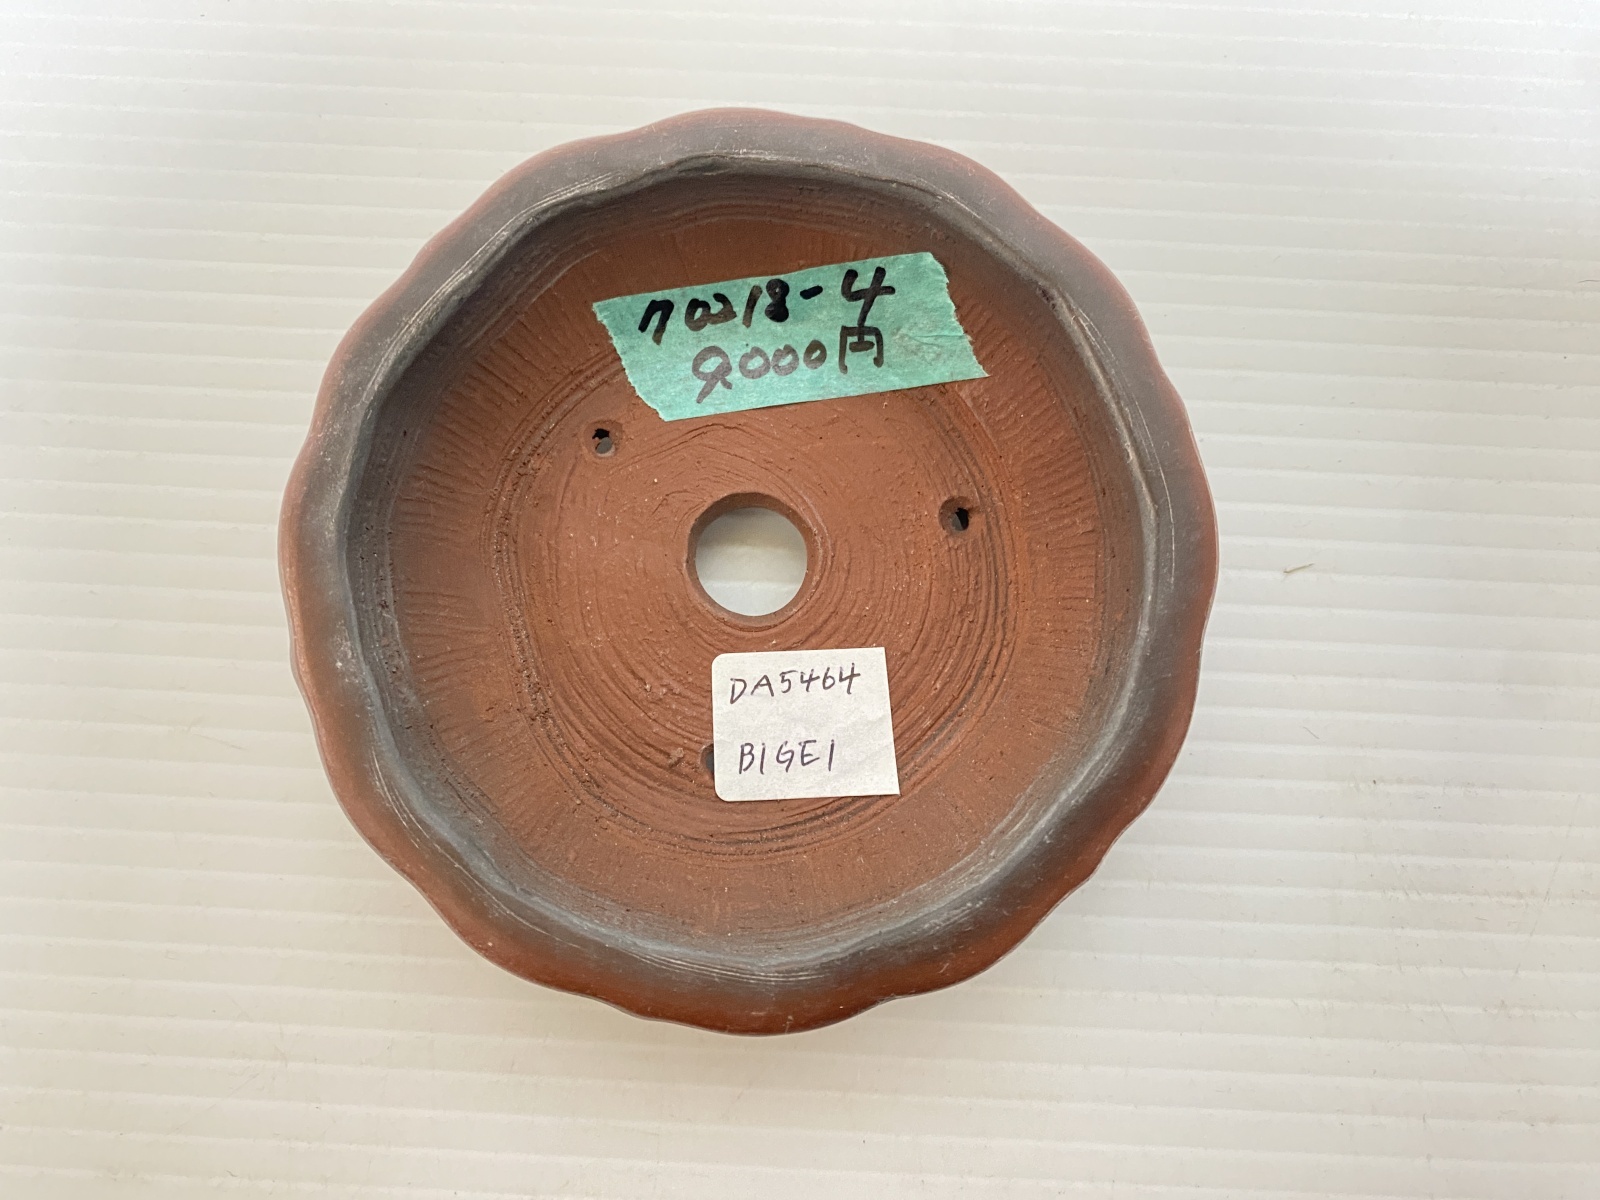 70218-4
9,000円
DA5464
BIGEI